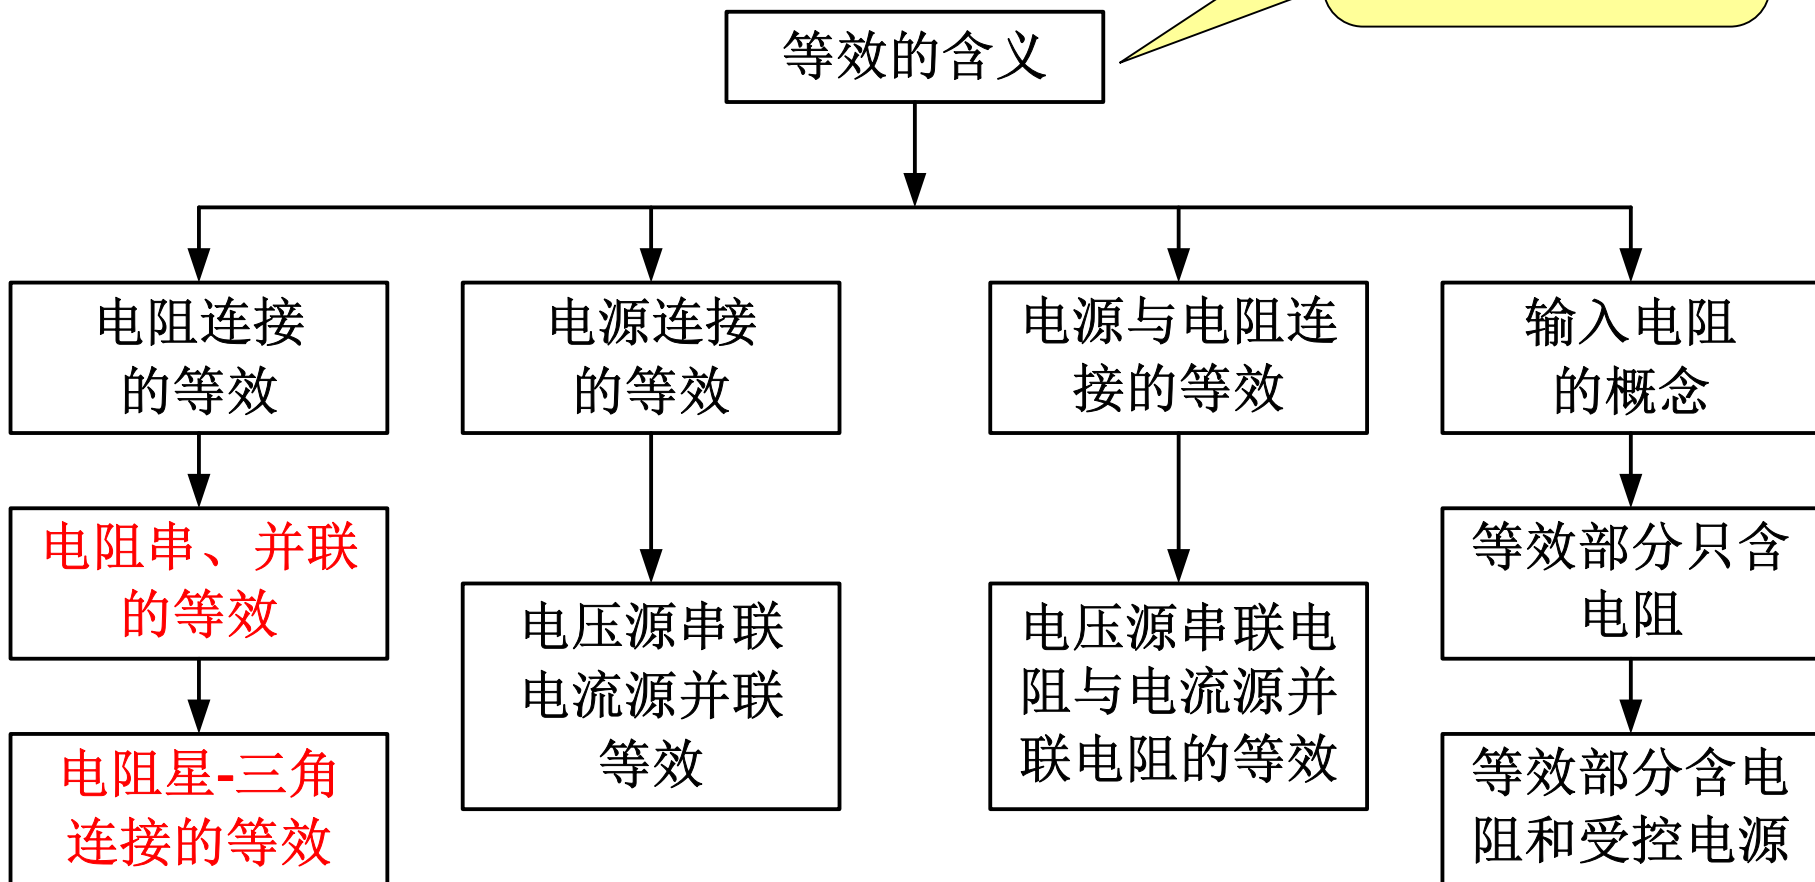 等效的含义
电阻连接
的等效
电源连接
的等效
电源与电阻连
接的等效
输入电阻
的概念
电阻串、并联
的等效
等效部分只含
电阻
电压源串联
电流源并联
等效
电压源串联电
阻与电流源并
联电阻的等效
电阻星-三角
连接的等效
等效部分含电
阻和受控电源